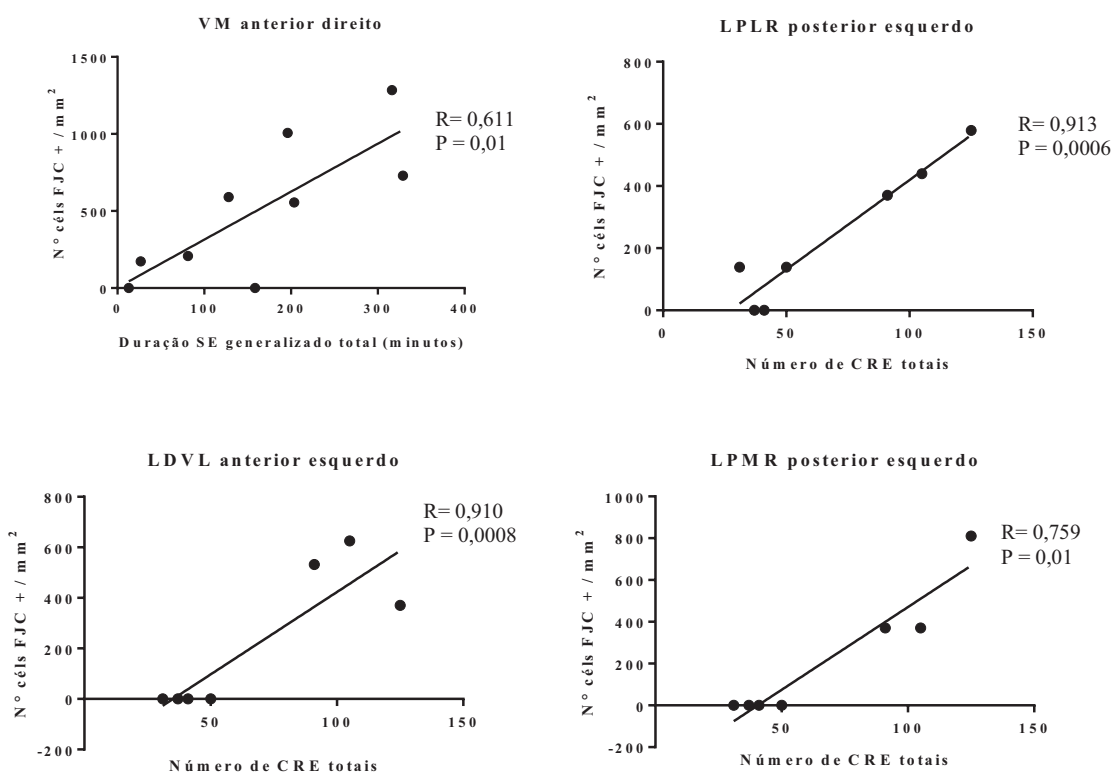 VM anterior direito
1500
1000
500
0
N° céls FJC + / mm²
R= 0,611
P = 0,01
0 100 200 300 400
Duração SE generalizado total (minutos)
LPLR posterior esquerdo
800
600
400
200
0
N° céls FJC + / mm²
R= 0,913
P = 0,0006
0 50 100 150
Número de CRE totais
LDVL anterior esquerdo
800
600
400
200
0
-200
N° céls FJC + / mm²
R= 0,910
P = 0,0008
50 100 150
Número de CRE totais
LPMR posterior esquerdo
1000
800
600
400
200
0
-200
N° céls FJC + / mm²
R= 0,759
P = 0,01
50 100 150
Número de CRE totais